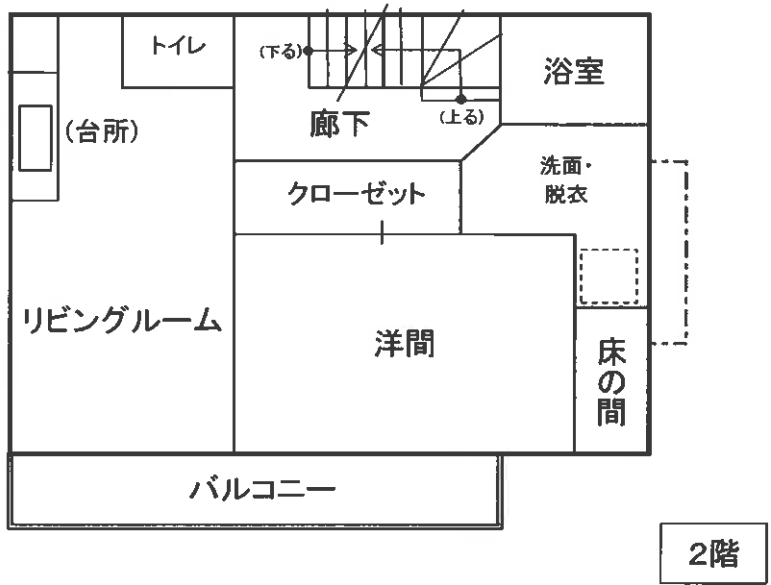 トイレ
(下る)
浴室
(台所)
廊下
(上る)
洗面・
脱衣
クローゼット
リビングルーム
洋間
床の間
バルコニー
2階